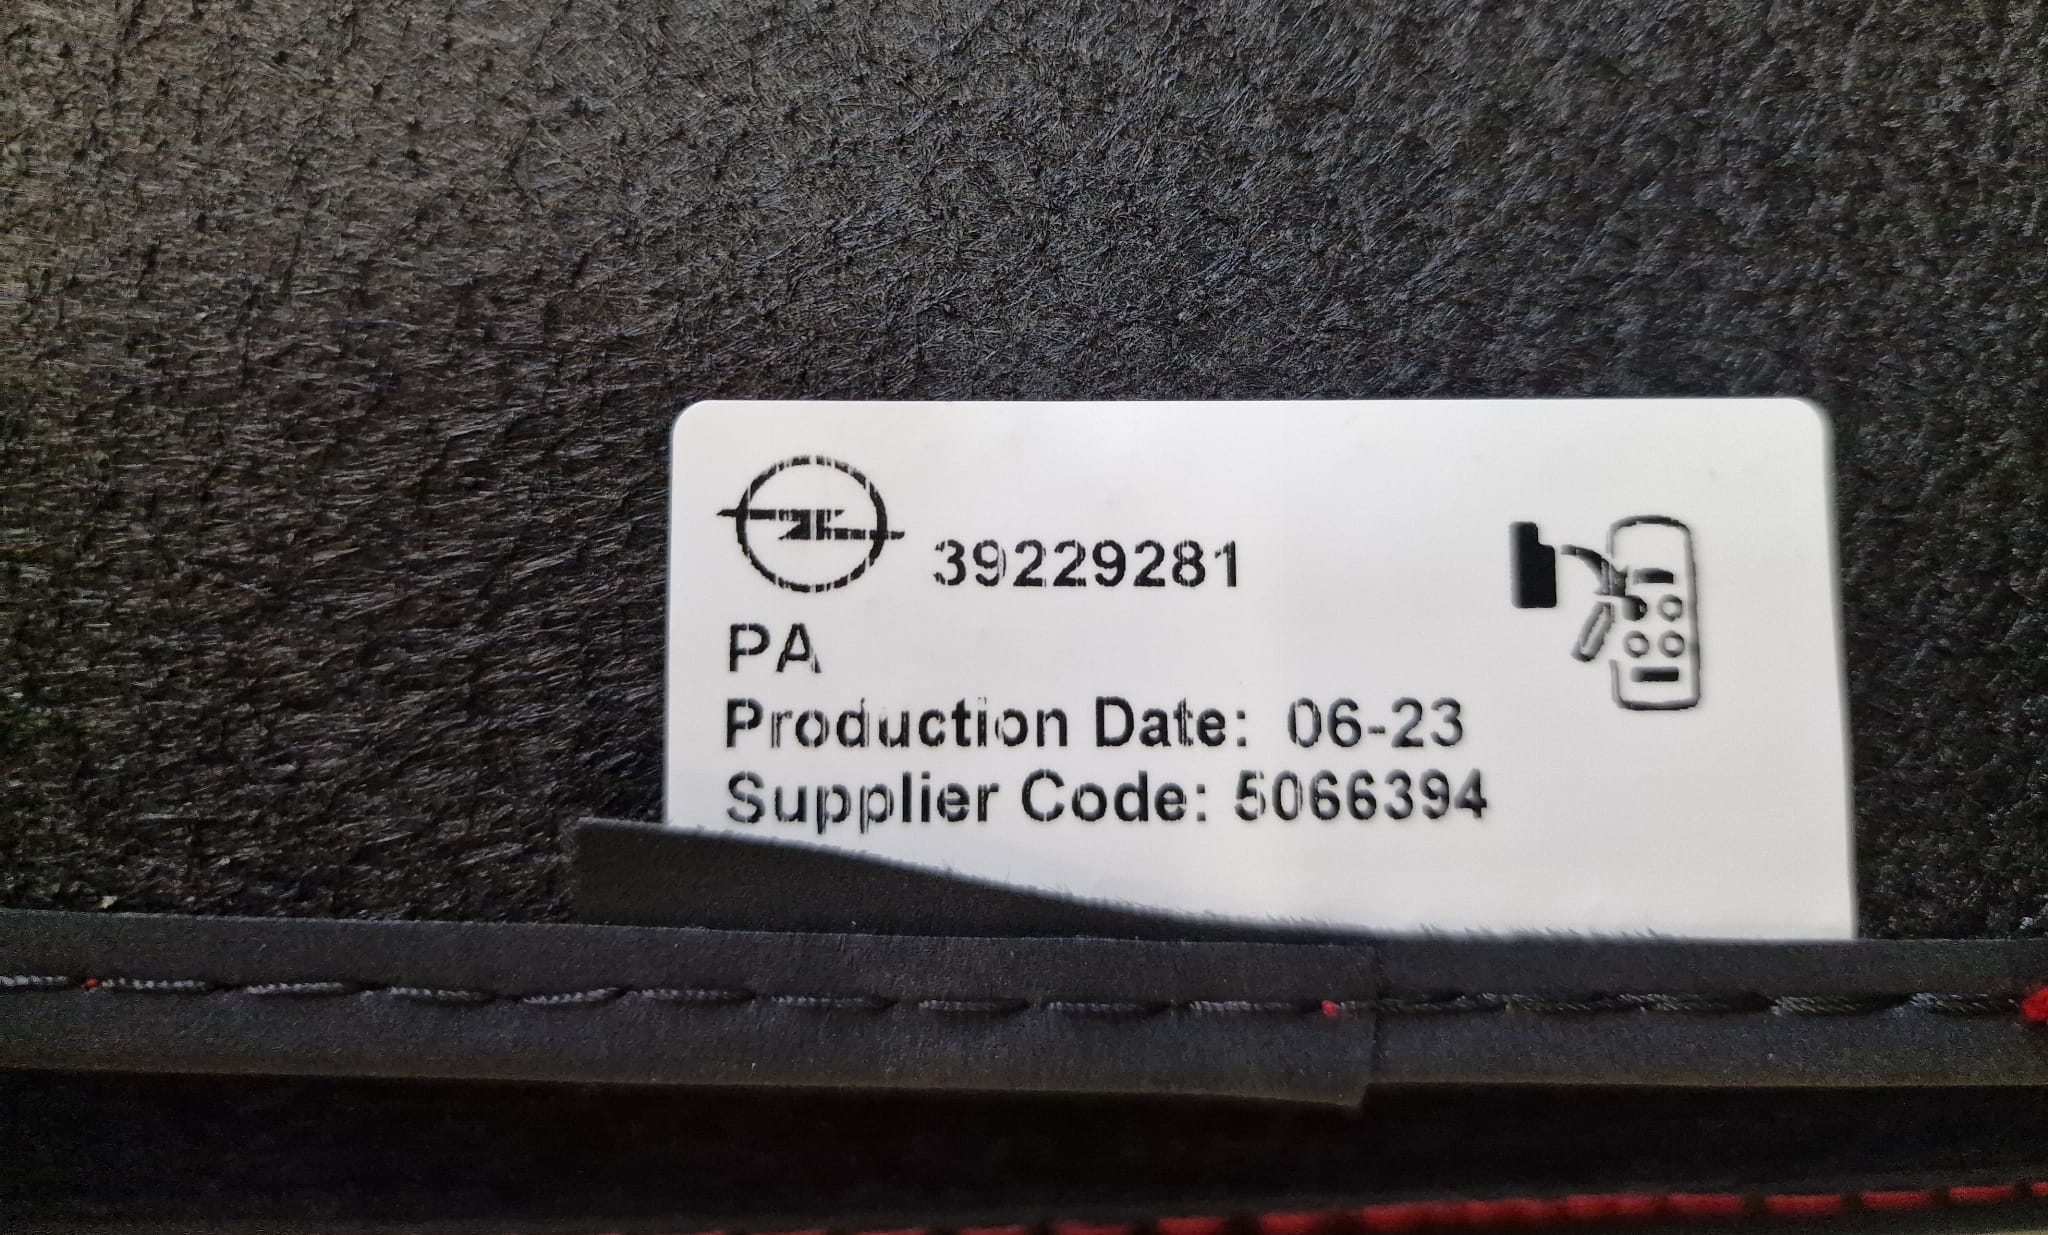 39229281
PA
Production Date: 06-23
Supplier Code: 5066394